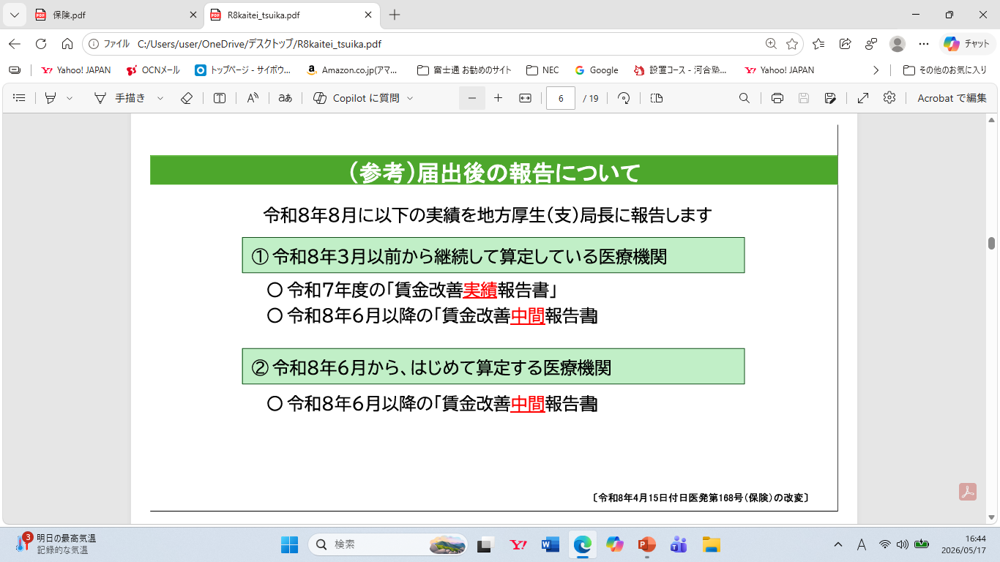 保険.pdf
R8kaitei_tsuika.pdf
ファイル C:/Users/user/OneDrive/デスクトップ/R8kaitei_tsuika.pdf
チャット
Yahoo! JAPAN OCNメール トップページ - サイボウ... Amazon.co.jp(アマ... 富士通 お勧めのサイト NEC Google 設置コース - 河合塾... Yahoo! JAPAN その他のお気に入り
手描き Copilot に質問 6 / 19 Acrobat で編集
（参考）届出後の報告について
令和８年８月に以下の実績を地方厚生（支）局長に報告します
① 令和８年３月以前から継続して算定している医療機関
○ 令和７年度の「賃金改善実績報告書」
○ 令和８年６月以降の「賃金改善中間報告書」
② 令和８年６月から、はじめて算定する医療機関
○ 令和８年６月以降の「賃金改善中間報告書」
〔令和8年4月15日付日医発第168号（保険）の改変〕
3
明日の最高気温
記録的な気温
検索
A
16:44
2026/05/17